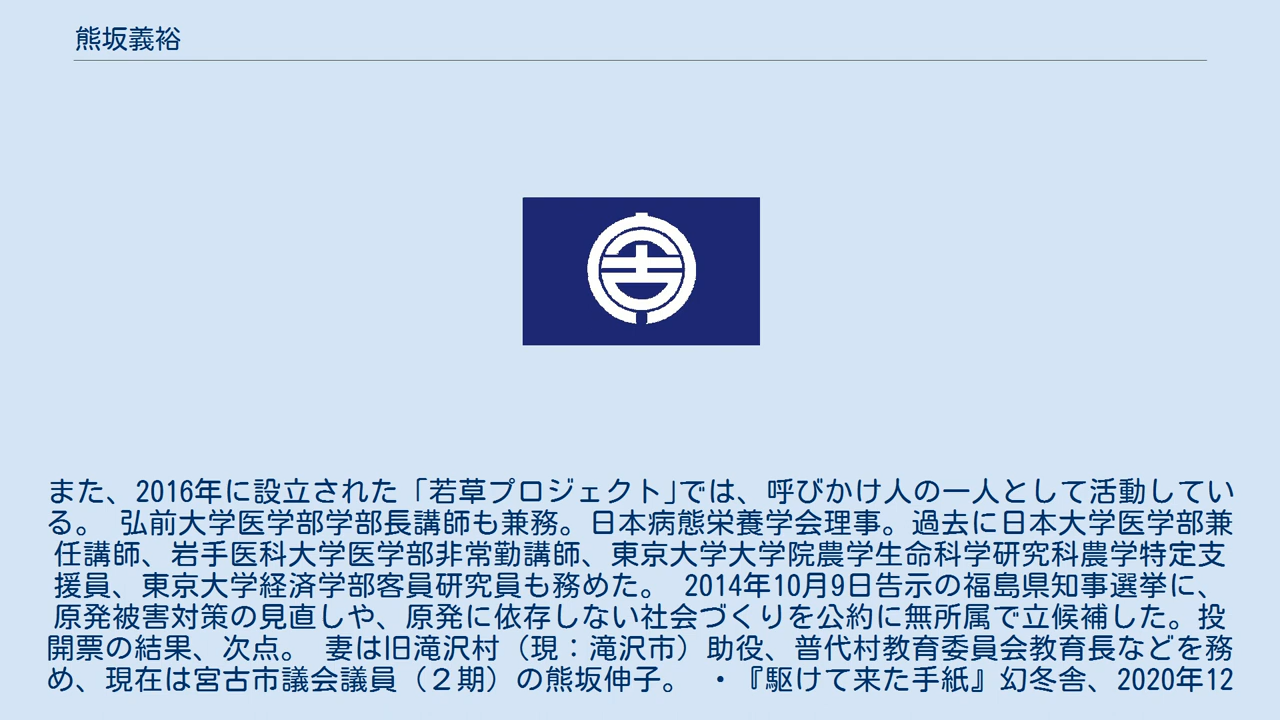 熊坂義裕
また、2016年に設立された「若草プロジェクト」では、呼びかけ人の一人として活動してい
る。 弘前大学医学部学部長講師も兼務。日本病態栄養学会理事。過去に日本大学医学部兼
任講師、岩手医科大学医学部非常勤講師、東京大学大学院農学生命科学研究科農学特定支
援員、東京大学経済学部客員研究員も務めた。 2014年10月9日告示の福島県知事選挙に、
原発被害対策の見直しや、原発に依存しない社会づくりを公約に無所属で立候補した。投
開票の結果、次点。 妻は旧滝沢村（現：滝沢市）助役、普代村教育委員会教育長などを務
め、現在は宮古市議会議員（２期）の熊坂伸子。 ・『駆けて来た手紙』幻冬舎、2020年12